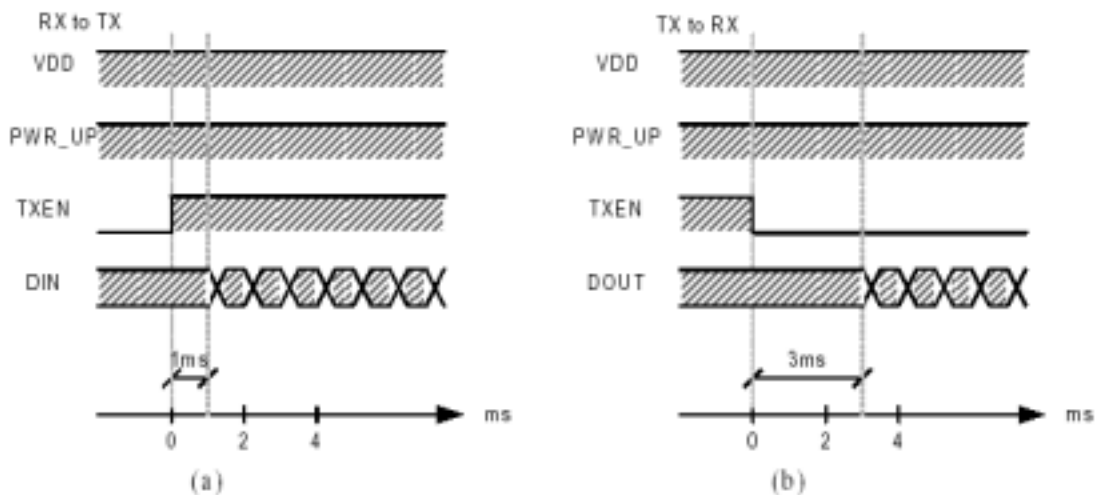 RX to TX
VDD
PWR_UP
TXEN
DIN
1ms
0 2 4 ms
(a)
TX to RX
VDD
PWR_UP
TXEN
DOUT
3ms
0 2 4 ms
(b)